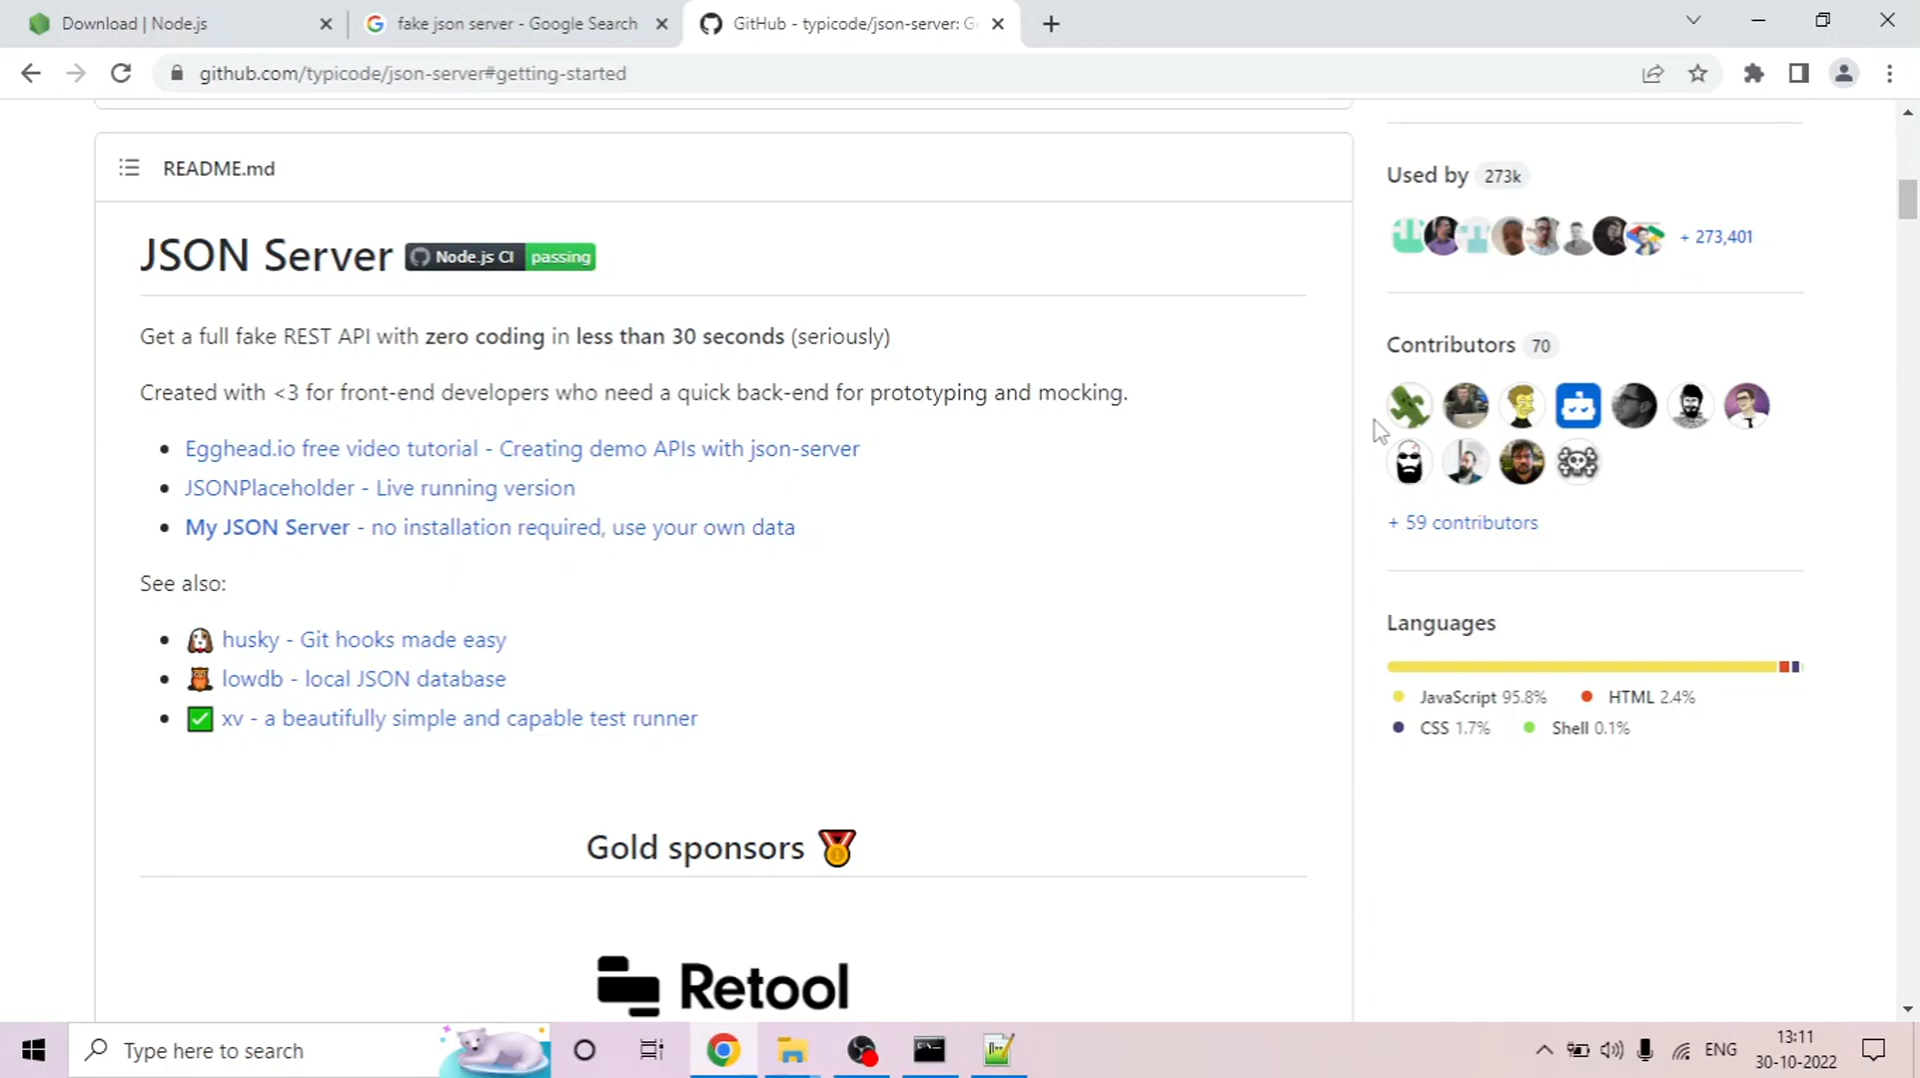 Download | Node.js
fake json server - Google Search
GitHub - typicode/json-server: G
github.com/typicode/json-server#getting-started
README.md
JSON Server Node.js CI passing
Get a full fake REST API with zero coding in less than 30 seconds (seriously)
Created with <3 for front-end developers who need a quick back-end for prototyping and mocking.
Egghead.io free video tutorial - Creating demo APIs with json-server
JSONPlaceholder - Live running version
My JSON Server - no installation required, use your own data
See also:
husky - Git hooks made easy
lowdb - local JSON database
xv - a beautifully simple and capable test runner
Gold sponsors
Retool
Used by 273k
+ 273,401
Contributors 70
+ 59 contributors
Languages
JavaScript 95.8% HTML 2.4%
CSS 1.7% Shell 0.1%
Type here to search
ENG
13:11
30-10-2022